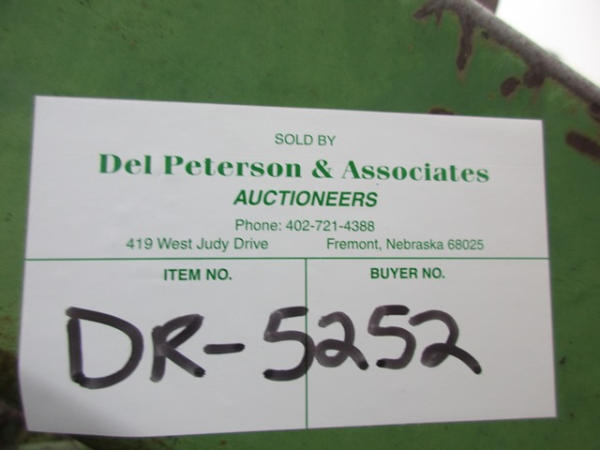 SOLD BY
Del Peterson & Associates
AUCTIONEERS
Phone: 402-721-4388
419 West Judy Drive Fremont, Nebraska 68025
ITEM NO. BUYER NO.
DR-5252